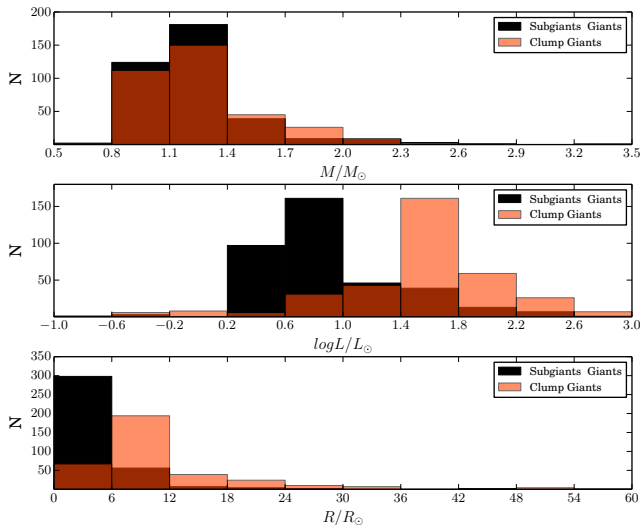 200
150
100
50
N
Subgiants Giants
Clump Giants
0.5 0.8 1.1 1.4 1.7 2.0 2.3 2.6 2.9 3.2 3.5
M/M⊙
150
100
50
N
Subgiants Giants
Clump Giants
−1.0 −0.6 −0.2 0.2 0.6 1.0 1.4 1.8 2.2 2.6 3.0
logL/L⊙
350
300
250
200
150
100
50
N
Subgiants Giants
Clump Giants
0 6 12 18 24 30 36 42 48 54 60
R/R⊙